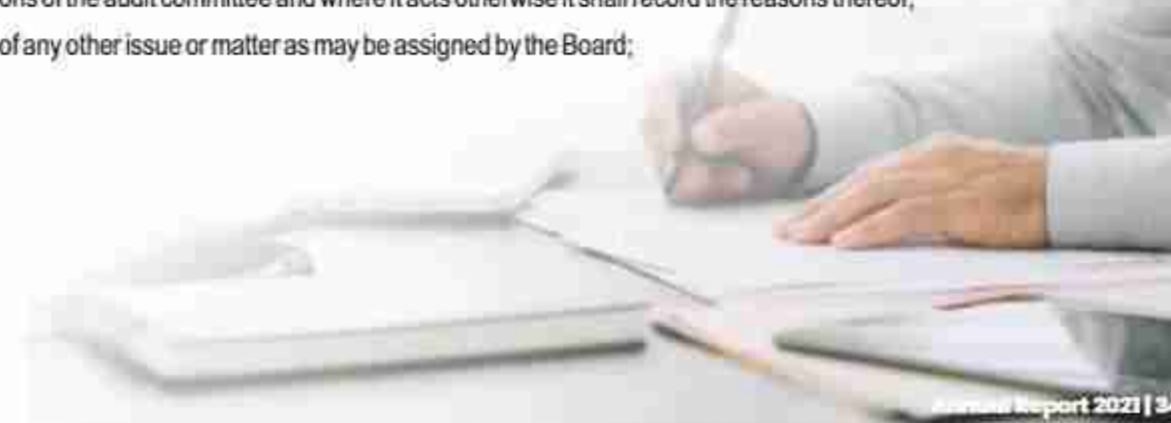 ons of the audit committee and where it acts otherwise it shall record the reasons thereof;
of any other issue or matter as may be assigned by the Board;
Annual Report 2021 | 3